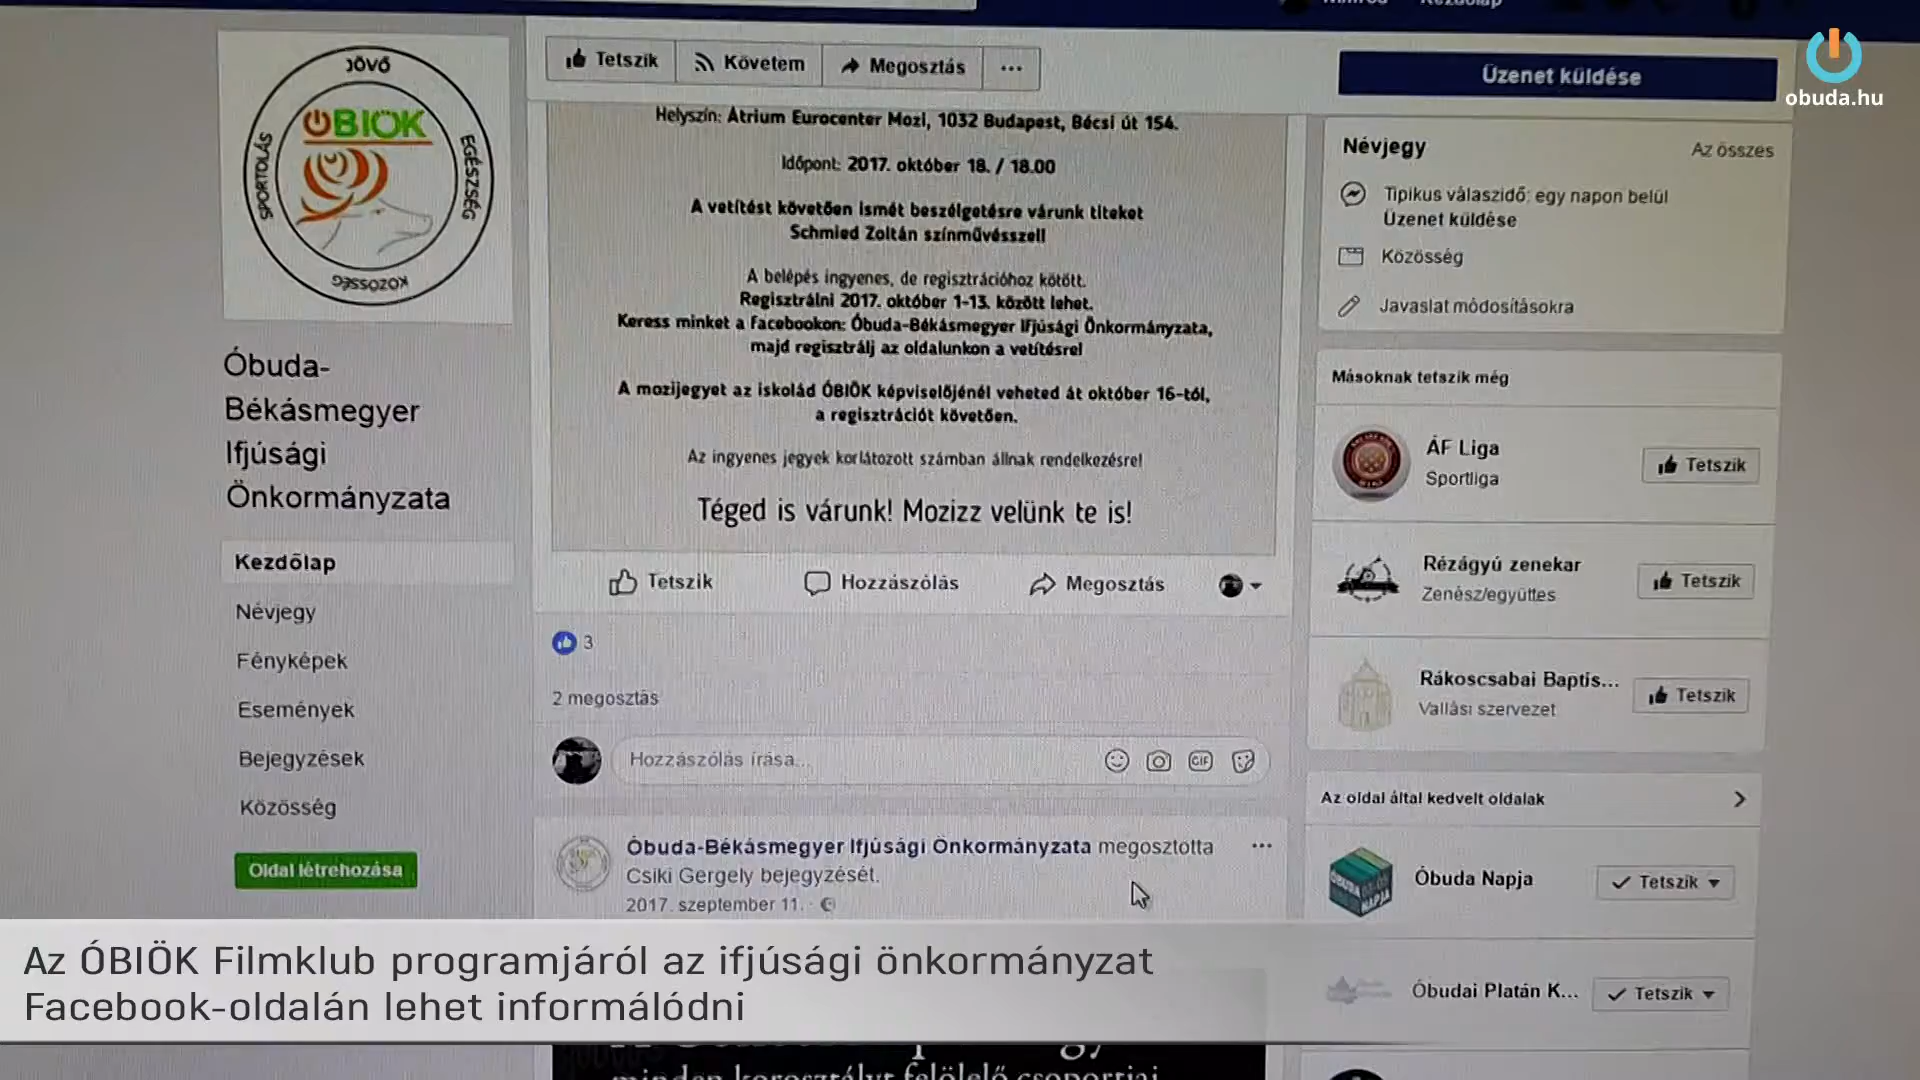 Kezdőlap
obuda.hu
JÖVŐ
ÓBIÖK
SPORTOLÁS
EGÉSZSÉG
KÖZÖSSÉG
Óbuda-
Békásmegyer
Ifjúsági
Önkormányzata
Kezdőlap
Névjegy
Fényképek
Események
Bejegyzések
Közösség
Oldal létrehozása
Tetszik Követem Megosztás ...
Helyszín: Átrium Eurocenter Mozi, 1032 Budapest, Bécsi út 154.
Időpont: 2017. október 18. / 18.00
A vetítést követően ismét beszélgetésre várunk titeket
Schmied Zoltán színművésszel!
A belépés ingyenes, de regisztrációhoz kötött.
Regisztrálni 2017. október 1-13. között lehet.
Keress minket a facebookon: Óbuda-Békásmegyer Ifjúsági Önkormányzata,
majd regisztrálj az oldalunkon a vetítésre!
A mozijegyet az iskolád ÓBIÖK képviselőjénél veheted át október 16-tól,
a regisztrációt követően.
Az ingyenes jegyek korlátozott számban állnak rendelkezésre!
Téged is várunk! Mozizz velünk te is!
Tetszik Hozzászólás Megosztás
3
2 megosztás
Hozzászólás írása...
GIF
Óbuda-Békásmegyer Ifjúsági Önkormányzata megosztotta ...
Csiki Gergely bejegyzését.
2017. szeptember 11. ·
Üzenet küldése
Névjegy Az összes
Tipikus válaszidő: egy napon belül
Üzenet küldése
Közösség
Javaslat módosításokra
Másoknak tetszik még
ÁF Liga
Sportliga
Tetszik
Rézágyú zenekar
Zenész/együttes
Tetszik
Rákoscsabai Baptis...
Vallási szervezet
Tetszik
Az oldal által kedvelt oldalak
Óbuda Napja
Tetszik
Óbudai Platán K...
Tetszik
Az ÓBIÖK Filmklub programjáról az ifjúsági önkormányzat
Facebook-oldalán lehet informálódni
minden korosztályt felölelő csoportjai